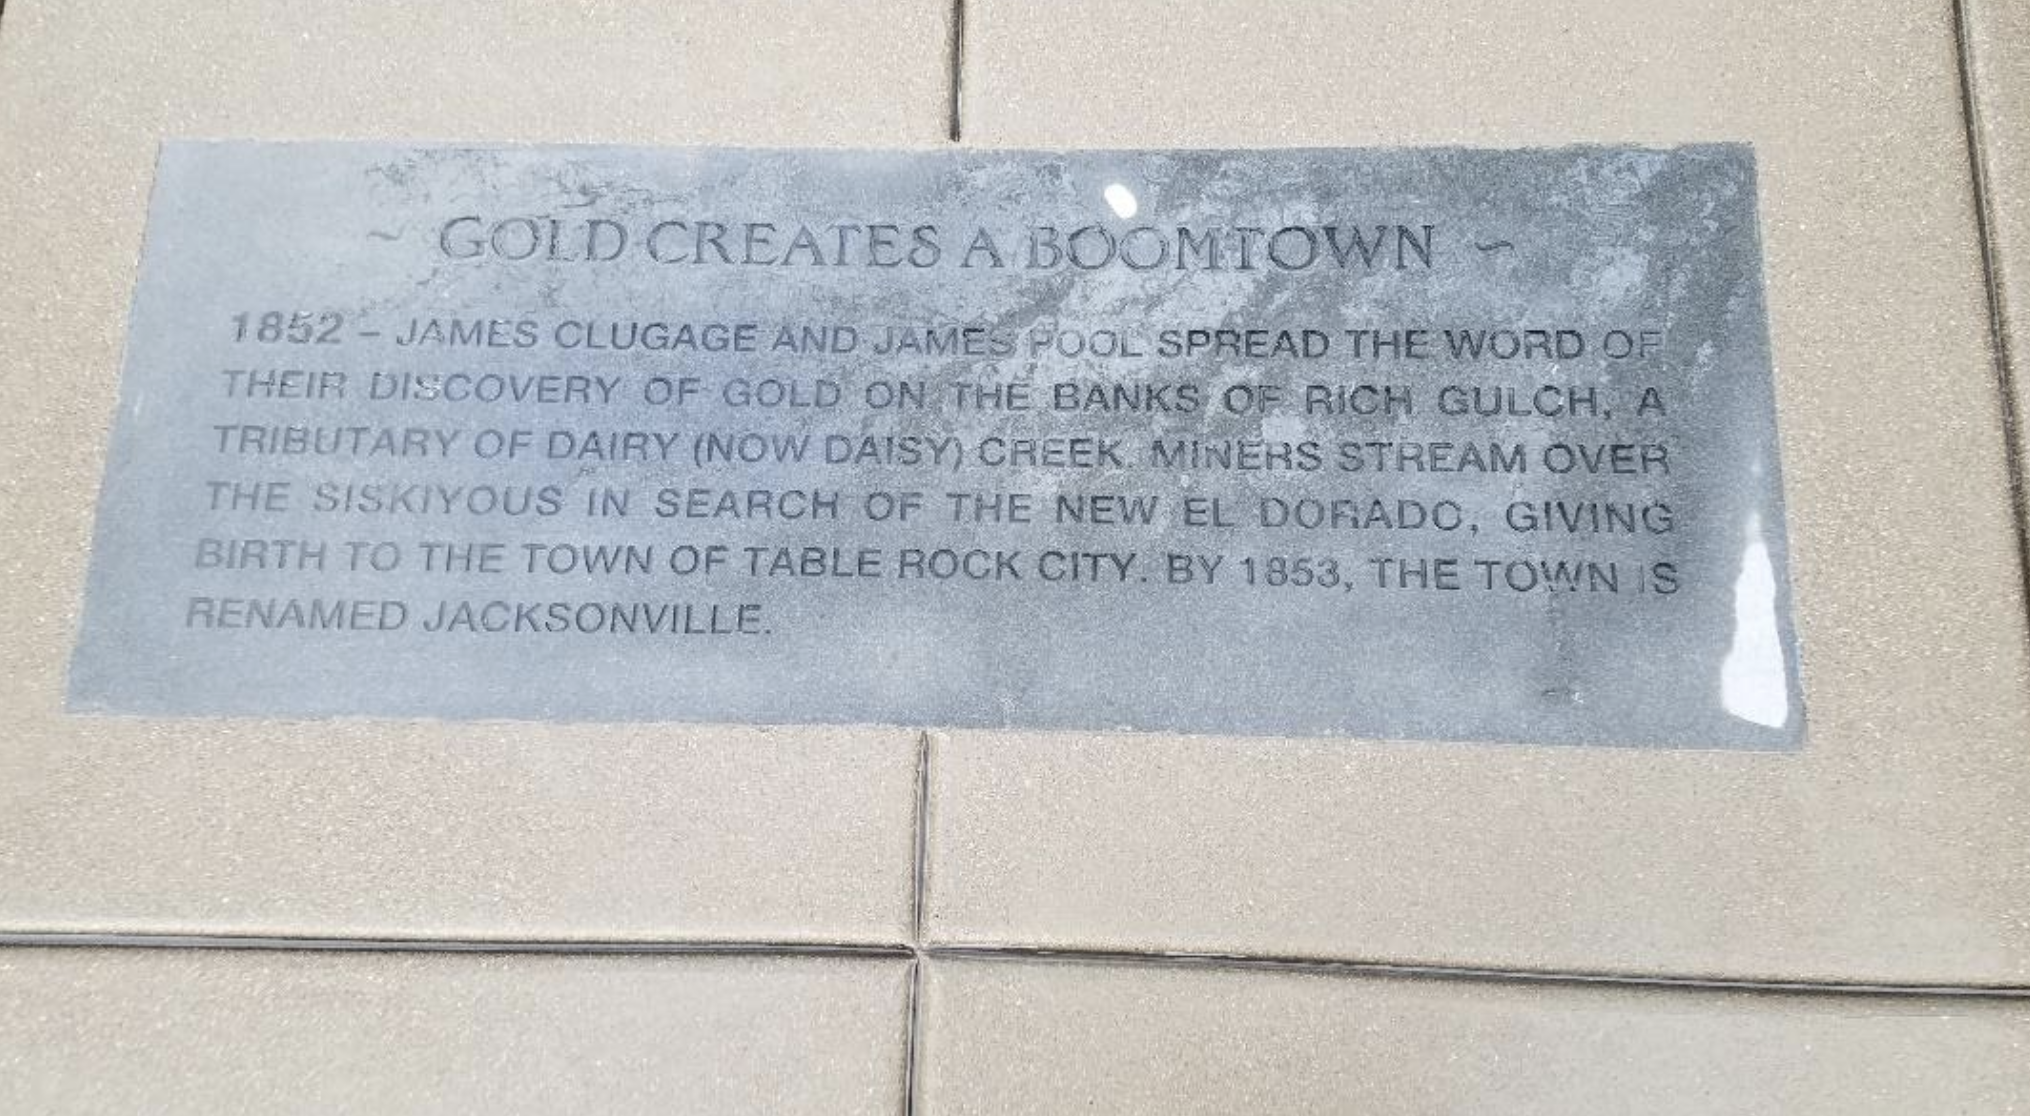 ~ GOLD CREATES A BOOMTOWN ~
1852 – JAMES CLUGAGE AND JAMES POOL SPREAD THE WORD OF
THEIR DISCOVERY OF GOLD ON THE BANKS OF RICH GULCH, A
TRIBUTARY OF DAIRY (NOW DAISY) CREEK. MINERS STREAM OVER
THE SISKIYOUS IN SEARCH OF THE NEW EL DORADO, GIVING
BIRTH TO THE TOWN OF TABLE ROCK CITY. BY 1853, THE TOWN IS
RENAMED JACKSONVILLE.